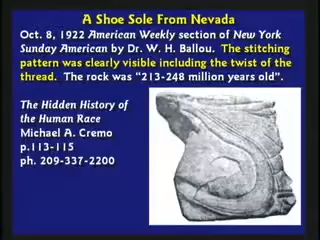 A Shoe Sole From Nevada
Oct. 8, 1922 American Weekly section of New York
Sunday American by Dr. W. H. Ballou. The stitching
pattern was clearly visible including the twist of the
thread. The rock was “213-248 million years old”.
The Hidden History of
the Human Race
Michael A. Cremo
p.113-115
ph. 209-337-2200